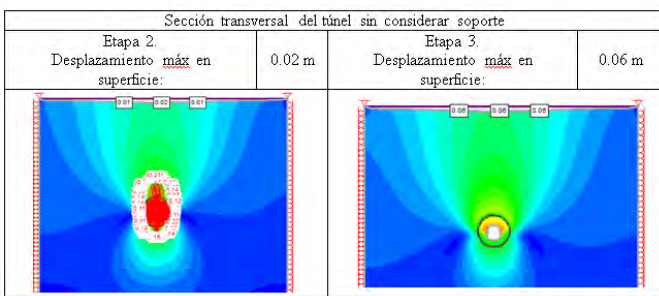 Sección transversal del túnel sin considerar soporte
Etapa 2.
Desplazamiento máx en
superficie:
0.02 m
Etapa 3.
Desplazamiento máx en
superficie:
0.06 m
0.01 0.02 0.01
0.06 0.06 0.06